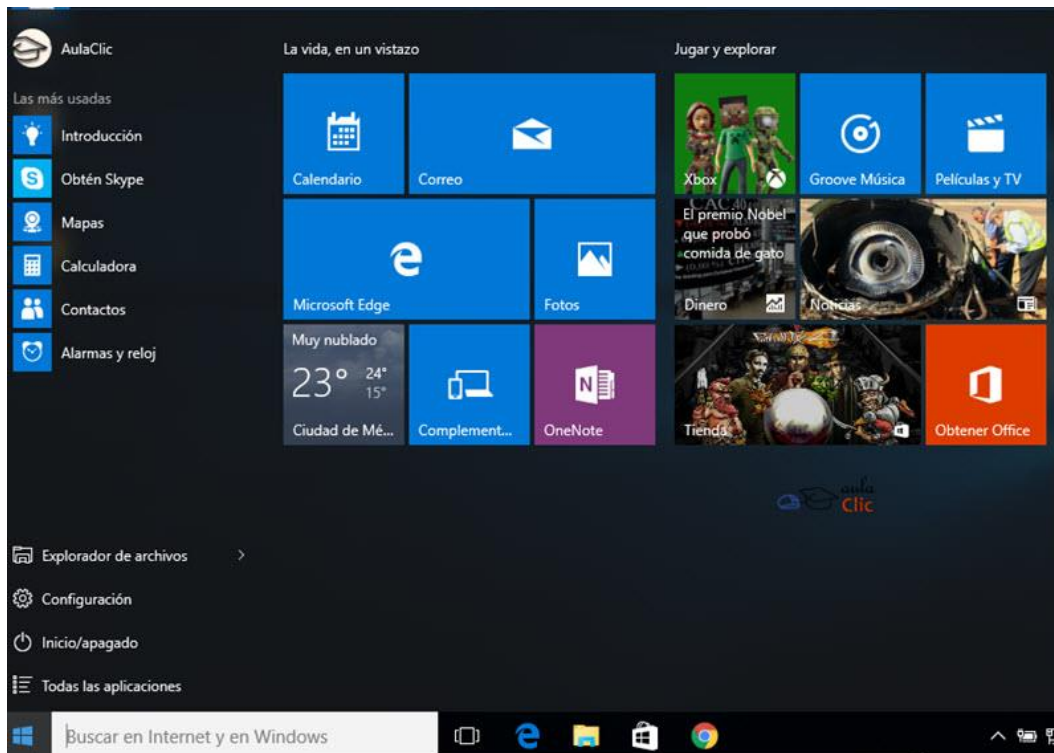 AulaClic
Las más usadas
Introducción
Obtén Skype
Mapas
Calculadora
Contactos
Alarmas y reloj
Explorador de archivos
Configuración
Inicio/apagado
Todas las aplicaciones
La vida, en un vistazo
Calendario
Correo
Microsoft Edge
Fotos
Muy nublado
23° 24°
15°
Ciudad de Mé...
Complement...
OneNote
Jugar y explorar
Xbox
Groove Música
Películas y TV
CAC 40
El premio Nobel
que probó
comida de gato
Dinero
Noticias
Tienda
Obtener Office
aula
Clic
Buscar en Internet y en Windows